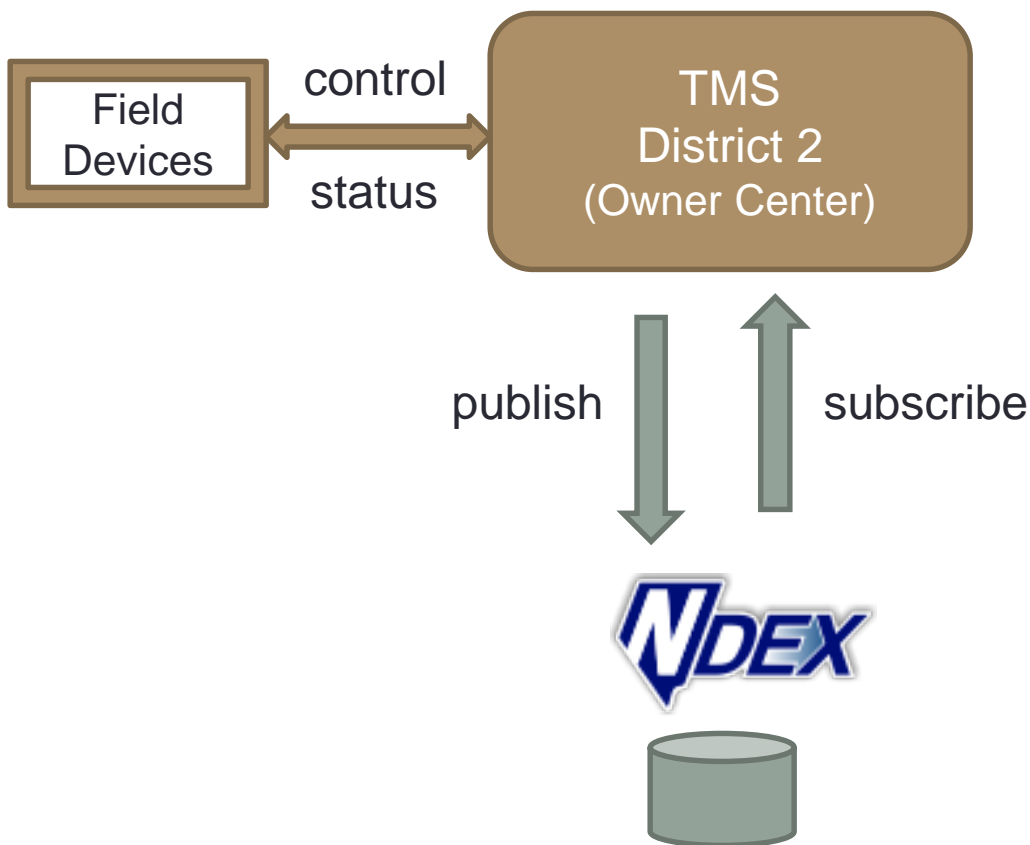 control
Field
Devices
status
TMS
District 2
(Owner Center)
publish
subscribe
NDEX